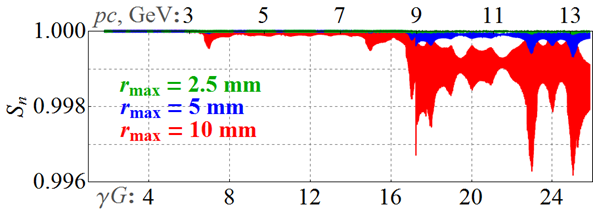 pc, GeV: 3 5 7 9 11 13
1.000
r_max = 2.5 mm
0.998
r_max = 5 mm
r_max = 10 mm
S_n
0.996
γG: 4 8 12 16 20 24